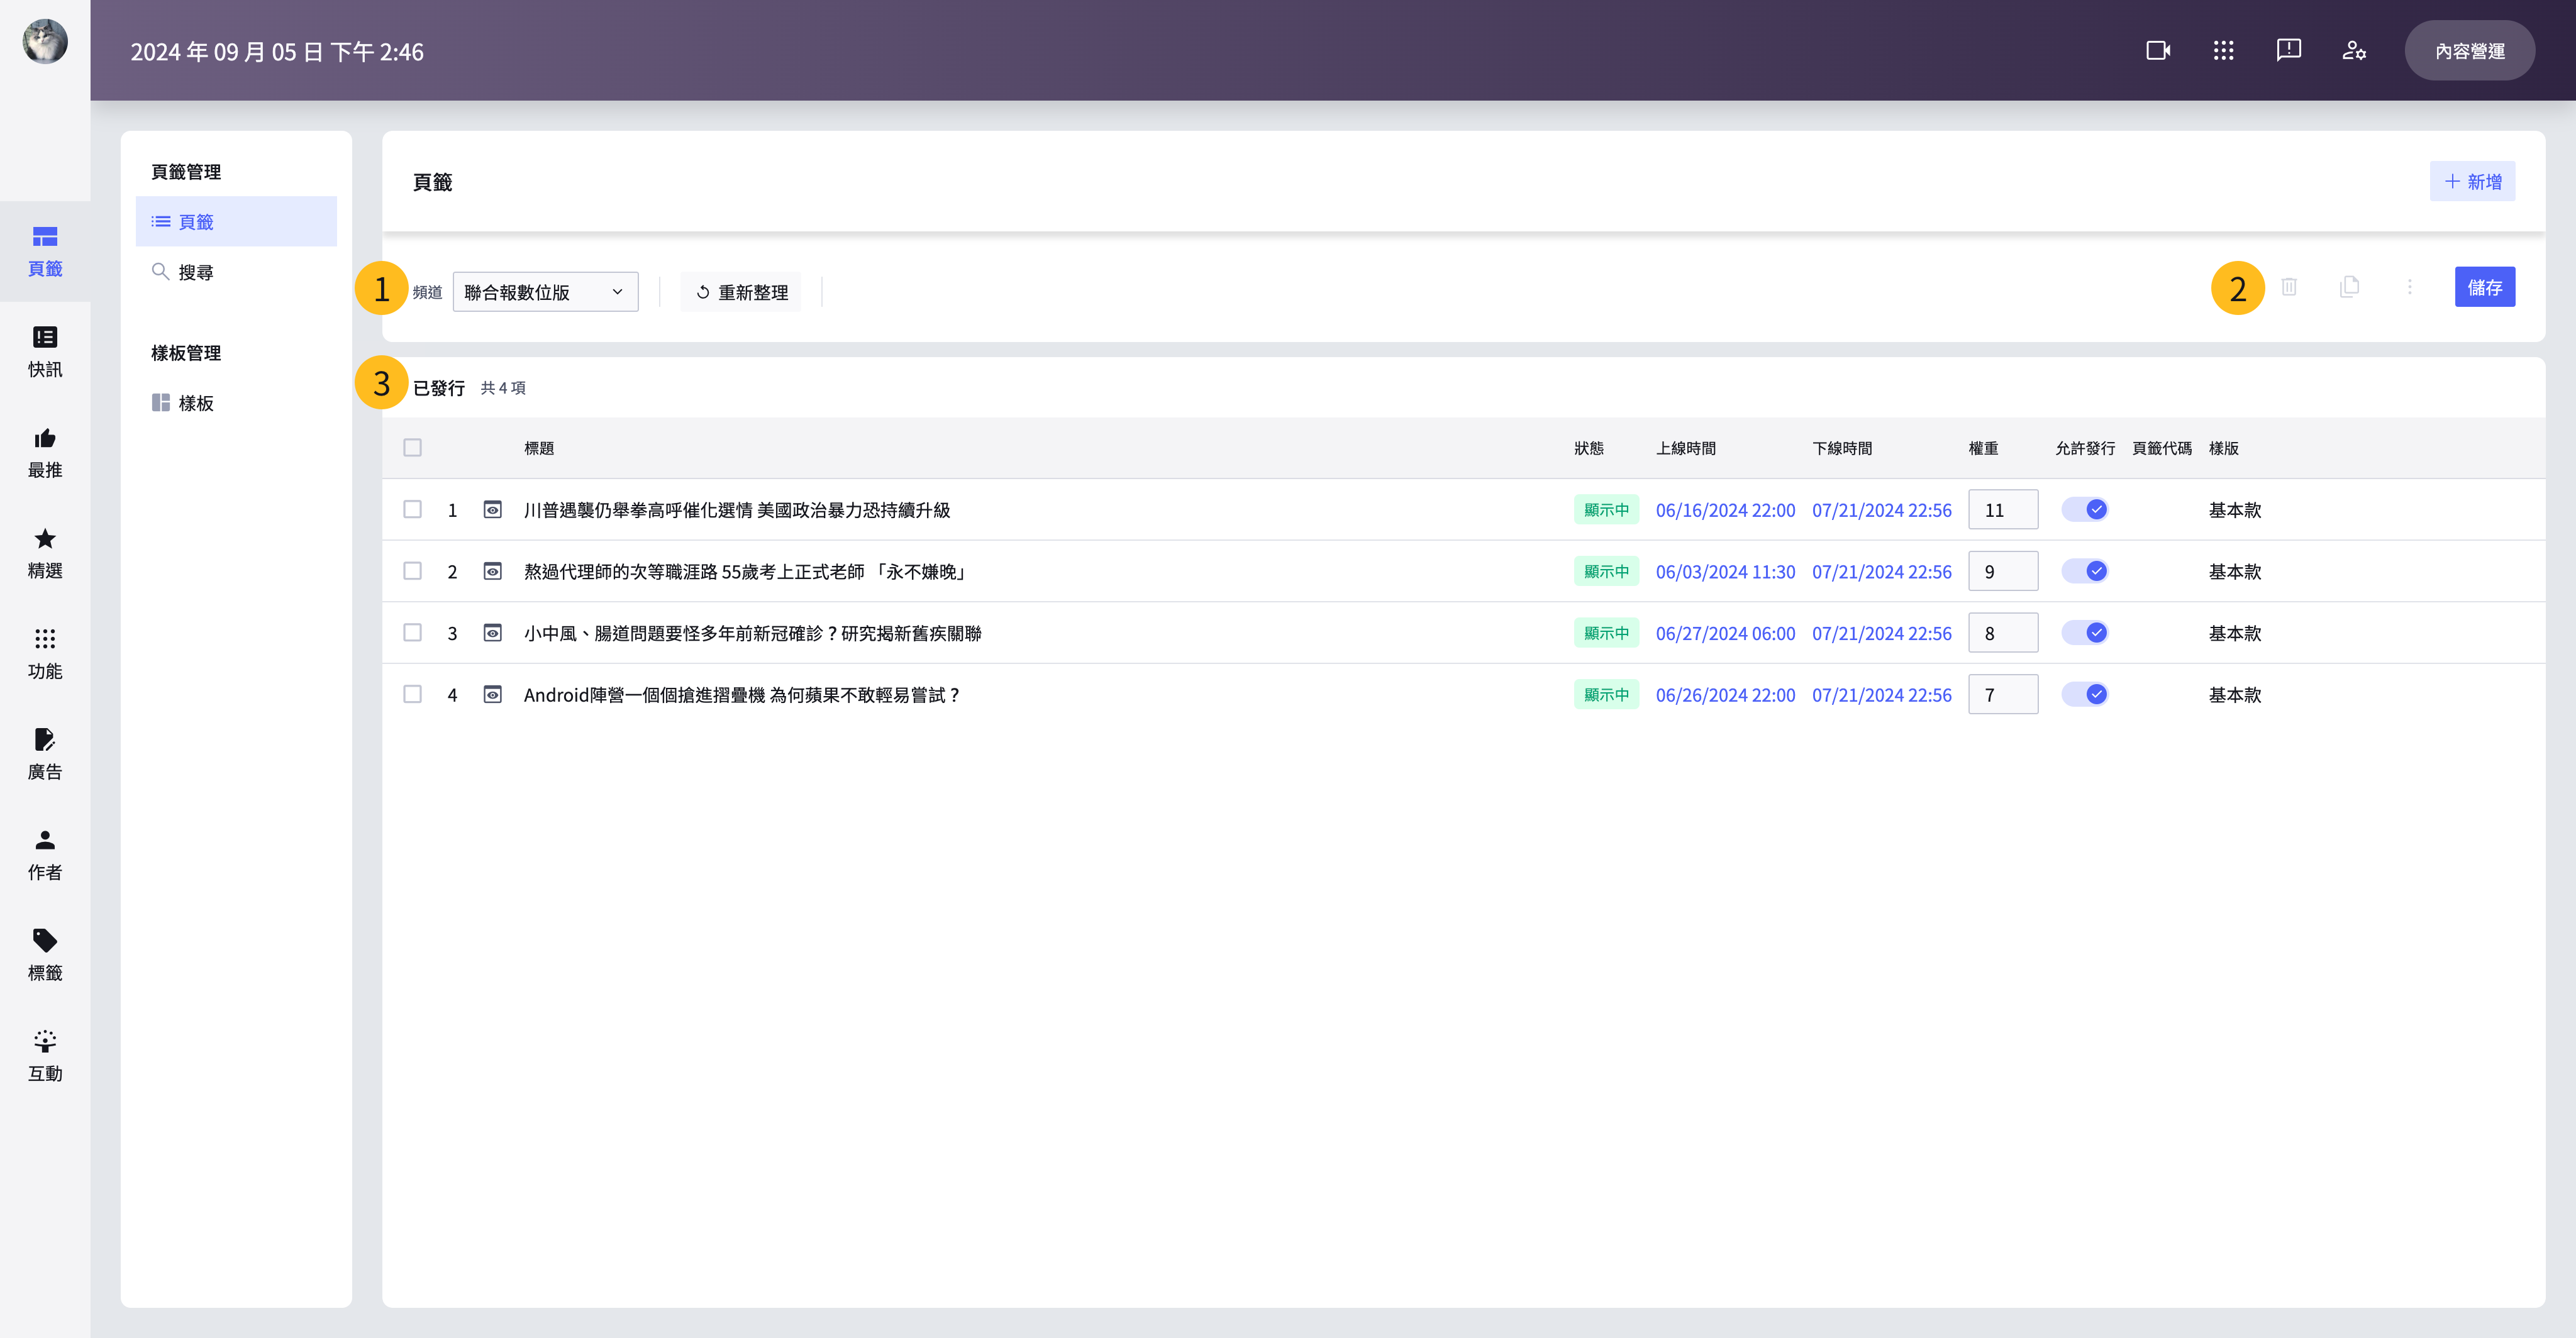 2024 年 09 月 05 日 下午 2:46
內容營運
頁籤
快訊
最推
精選
功能
廣告
作者
標籤
互動
頁籤管理
頁籤
搜尋
樣板管理
樣板
頁籤
新增
1 頻道 聯合報數位版 重新整理 2 儲存
3 已發行 共 4 項
標題 狀態 上線時間 下線時間 權重 允許發行 頁籤代碼 樣版
1 川普遇襲仍舉拳高呼催化選情 美國政治暴力恐持續升級 顯示中 06/16/2024 22:00 07/21/2024 22:56 11 基本款
2 熬過代理師的次等職涯路 55歲考上正式老師 「永不嫌晚」 顯示中 06/03/2024 11:30 07/21/2024 22:56 9 基本款
3 小中風、腸道問題要怪多年前新冠確診？研究揭新舊疾關聯 顯示中 06/27/2024 06:00 07/21/2024 22:56 8 基本款
4 Android陣營一個個搶進摺疊機 為何蘋果不敢輕易嘗試？ 顯示中 06/26/2024 22:00 07/21/2024 22:56 7 基本款